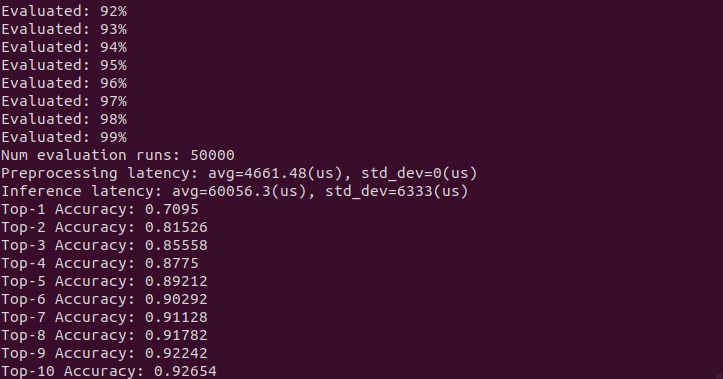 Evaluated: 92%
Evaluated: 93%
Evaluated: 94%
Evaluated: 95%
Evaluated: 96%
Evaluated: 97%
Evaluated: 98%
Evaluated: 99%
Num evaluation runs: 50000
Preprocessing latency: avg=4661.48(us), std_dev=0(us)
Inference latency: avg=60056.3(us), std_dev=6333(us)
Top-1 Accuracy: 0.7095
Top-2 Accuracy: 0.81526
Top-3 Accuracy: 0.85558
Top-4 Accuracy: 0.8775
Top-5 Accuracy: 0.89212
Top-6 Accuracy: 0.90292
Top-7 Accuracy: 0.91128
Top-8 Accuracy: 0.91782
Top-9 Accuracy: 0.92242
Top-10 Accuracy: 0.92654